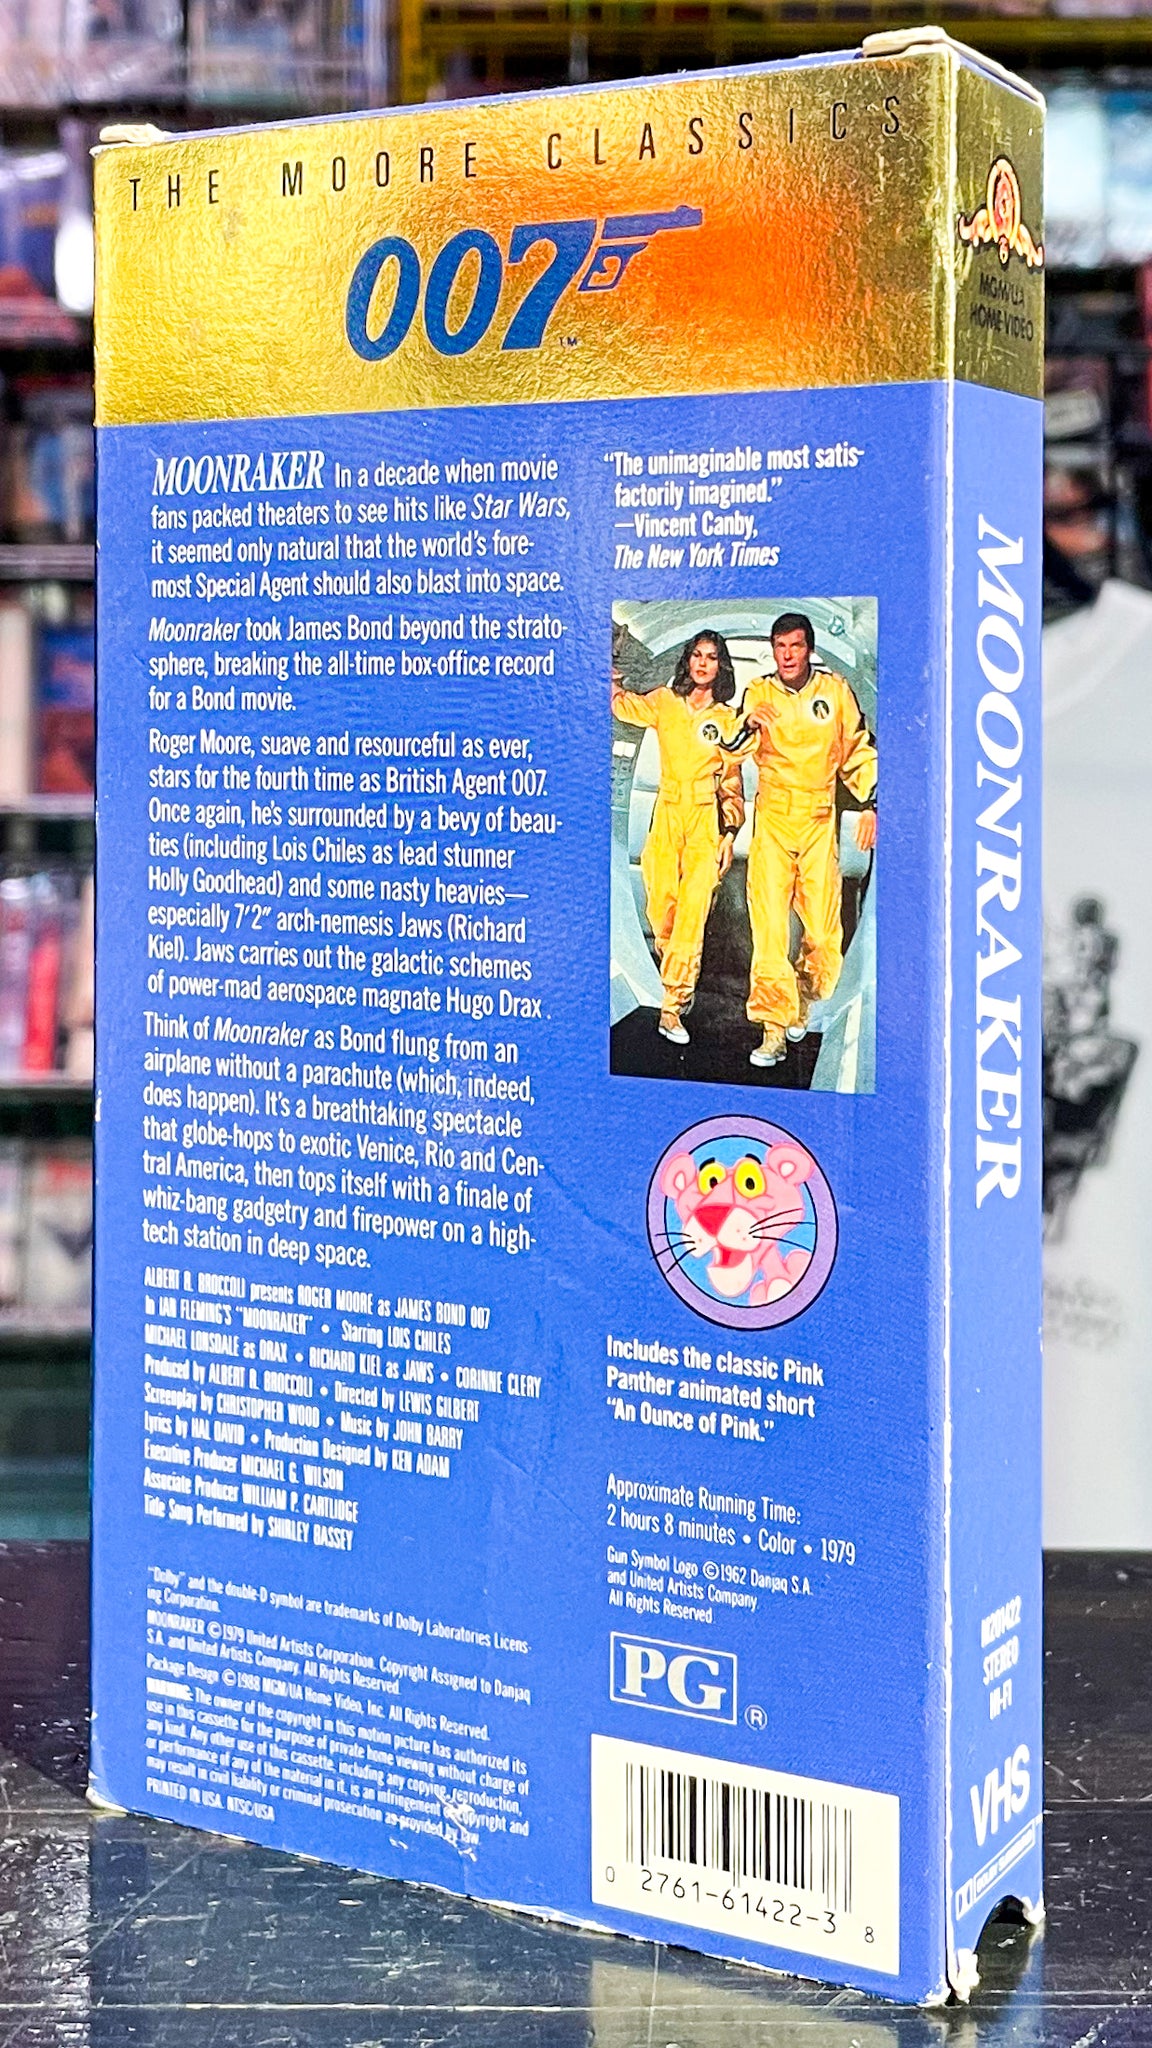 THE MOORE CLASSICS
007
TM
MOONRAKER In a decade when movie
fans packed theaters to see hits like Star Wars,
it seemed only natural that the world's fore-
most Special Agent should also blast into space.
Moonraker took James Bond beyond the strato-
sphere, breaking the all-time box-office record
for a Bond movie.
Roger Moore, suave and resourceful as ever,
stars for the fourth time as British Agent 007.
Once again, he's surrounded by a bevy of beau-
ties (including Lois Chiles as lead stunner
Holly Goodhead) and some nasty heavies—
especially 7'2" arch-nemesis Jaws (Richard
Kiel). Jaws carries out the galactic schemes
of power-mad aerospace magnate Hugo Drax.
Think of Moonraker as Bond flung from an
airplane without a parachute (which, indeed,
does happen). It's a breathtaking spectacle
that globe-hops to exotic Venice, Rio and Cen-
tral America, then tops itself with a finale of
whiz-bang gadgetry and firepower on a high-
tech station in deep space.
ALBERT R. BROCCOLI presents ROGER MOORE as JAMES BOND 007
In IAN FLEMING'S "MOONRAKER" • Starring LOIS CHILES
MICHAEL LONSDALE as DRAX • RICHARD KIEL as JAWS • CORINNE CLERY
Produced by ALBERT R. BROCCOLI • Directed by LEWIS GILBERT
Screenplay by CHRISTOPHER WOOD • Music by JOHN BARRY
Lyrics by HAL DAVID • Production Designed by KEN ADAM
Executive Producer MICHAEL G. WILSON
Associate Producer WILLIAM P. CARTLIDGE
Title Song Performed by SHIRLEY BASSEY
"Dolby" and the double-D symbol are trademarks of Dolby Laboratories Licens-
ing Corporation.
MOONRAKER ©1979 United Artists Corporation. Copyright Assigned to Danjaq
S.A. and United Artists Company. All Rights Reserved.
Package Design ©1988 MGM/UA Home Video, Inc. All Rights Reserved.
WARNING: The owner of the copyright in this motion picture has authorized its
use in this cassette for the purpose of private home viewing without charge of
any kind. Any other use of this cassette, including any copying, reproduction,
or performance of any of the material in it, is an infringement of copyright and
may result in civil liability or criminal prosecution as provided by law.
PRINTED IN USA. NTSC/USA
"The unimaginable most satis-
factorily imagined."
—Vincent Canby,
The New York Times
Includes the classic Pink
Panther animated short
"An Ounce of Pink."
Approximate Running Time:
2 hours 8 minutes • Color • 1979
Gun Symbol Logo ©1962 Danjaq S.A.
and United Artists Company.
All Rights Reserved.
PG ®
0 2761-61422-3 8
MGM/UA
HOME VIDEO
MOONRAKER
M201422
STEREO
HI-FI
VHS
DOLBY SURROUND